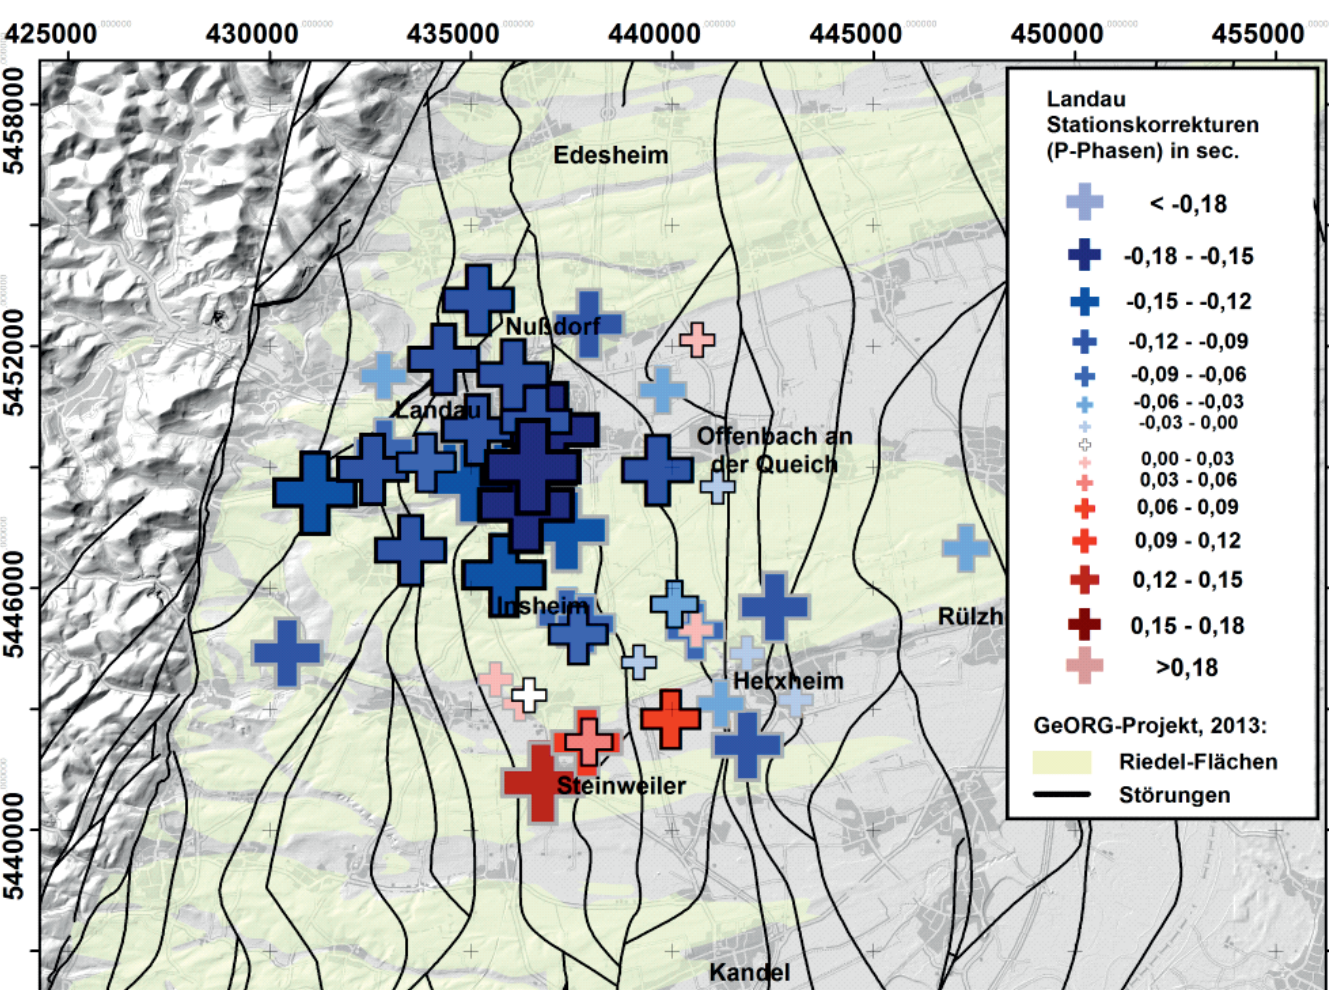 425000 430000 435000 440000 445000 450000 455000
5458000
5452000
5446000
5440000
Edesheim
Nußdorf
Landau
Offenbach an
der Queich
Insheim
Rülzh
Herxheim
Steinweiler
Kandel
Landau
Stationskorrekturen
(P-Phasen) in sec.
< -0,18
-0,18 - -0,15
-0,15 - -0,12
-0,12 - -0,09
-0,09 - -0,06
-0,06 - -0,03
-0,03 - 0,00
0,00 - 0,03
0,03 - 0,06
0,06 - 0,09
0,09 - 0,12
0,12 - 0,15
0,15 - 0,18
>0,18
GeORG-Projekt, 2013:
Riedel-Flächen
Störungen